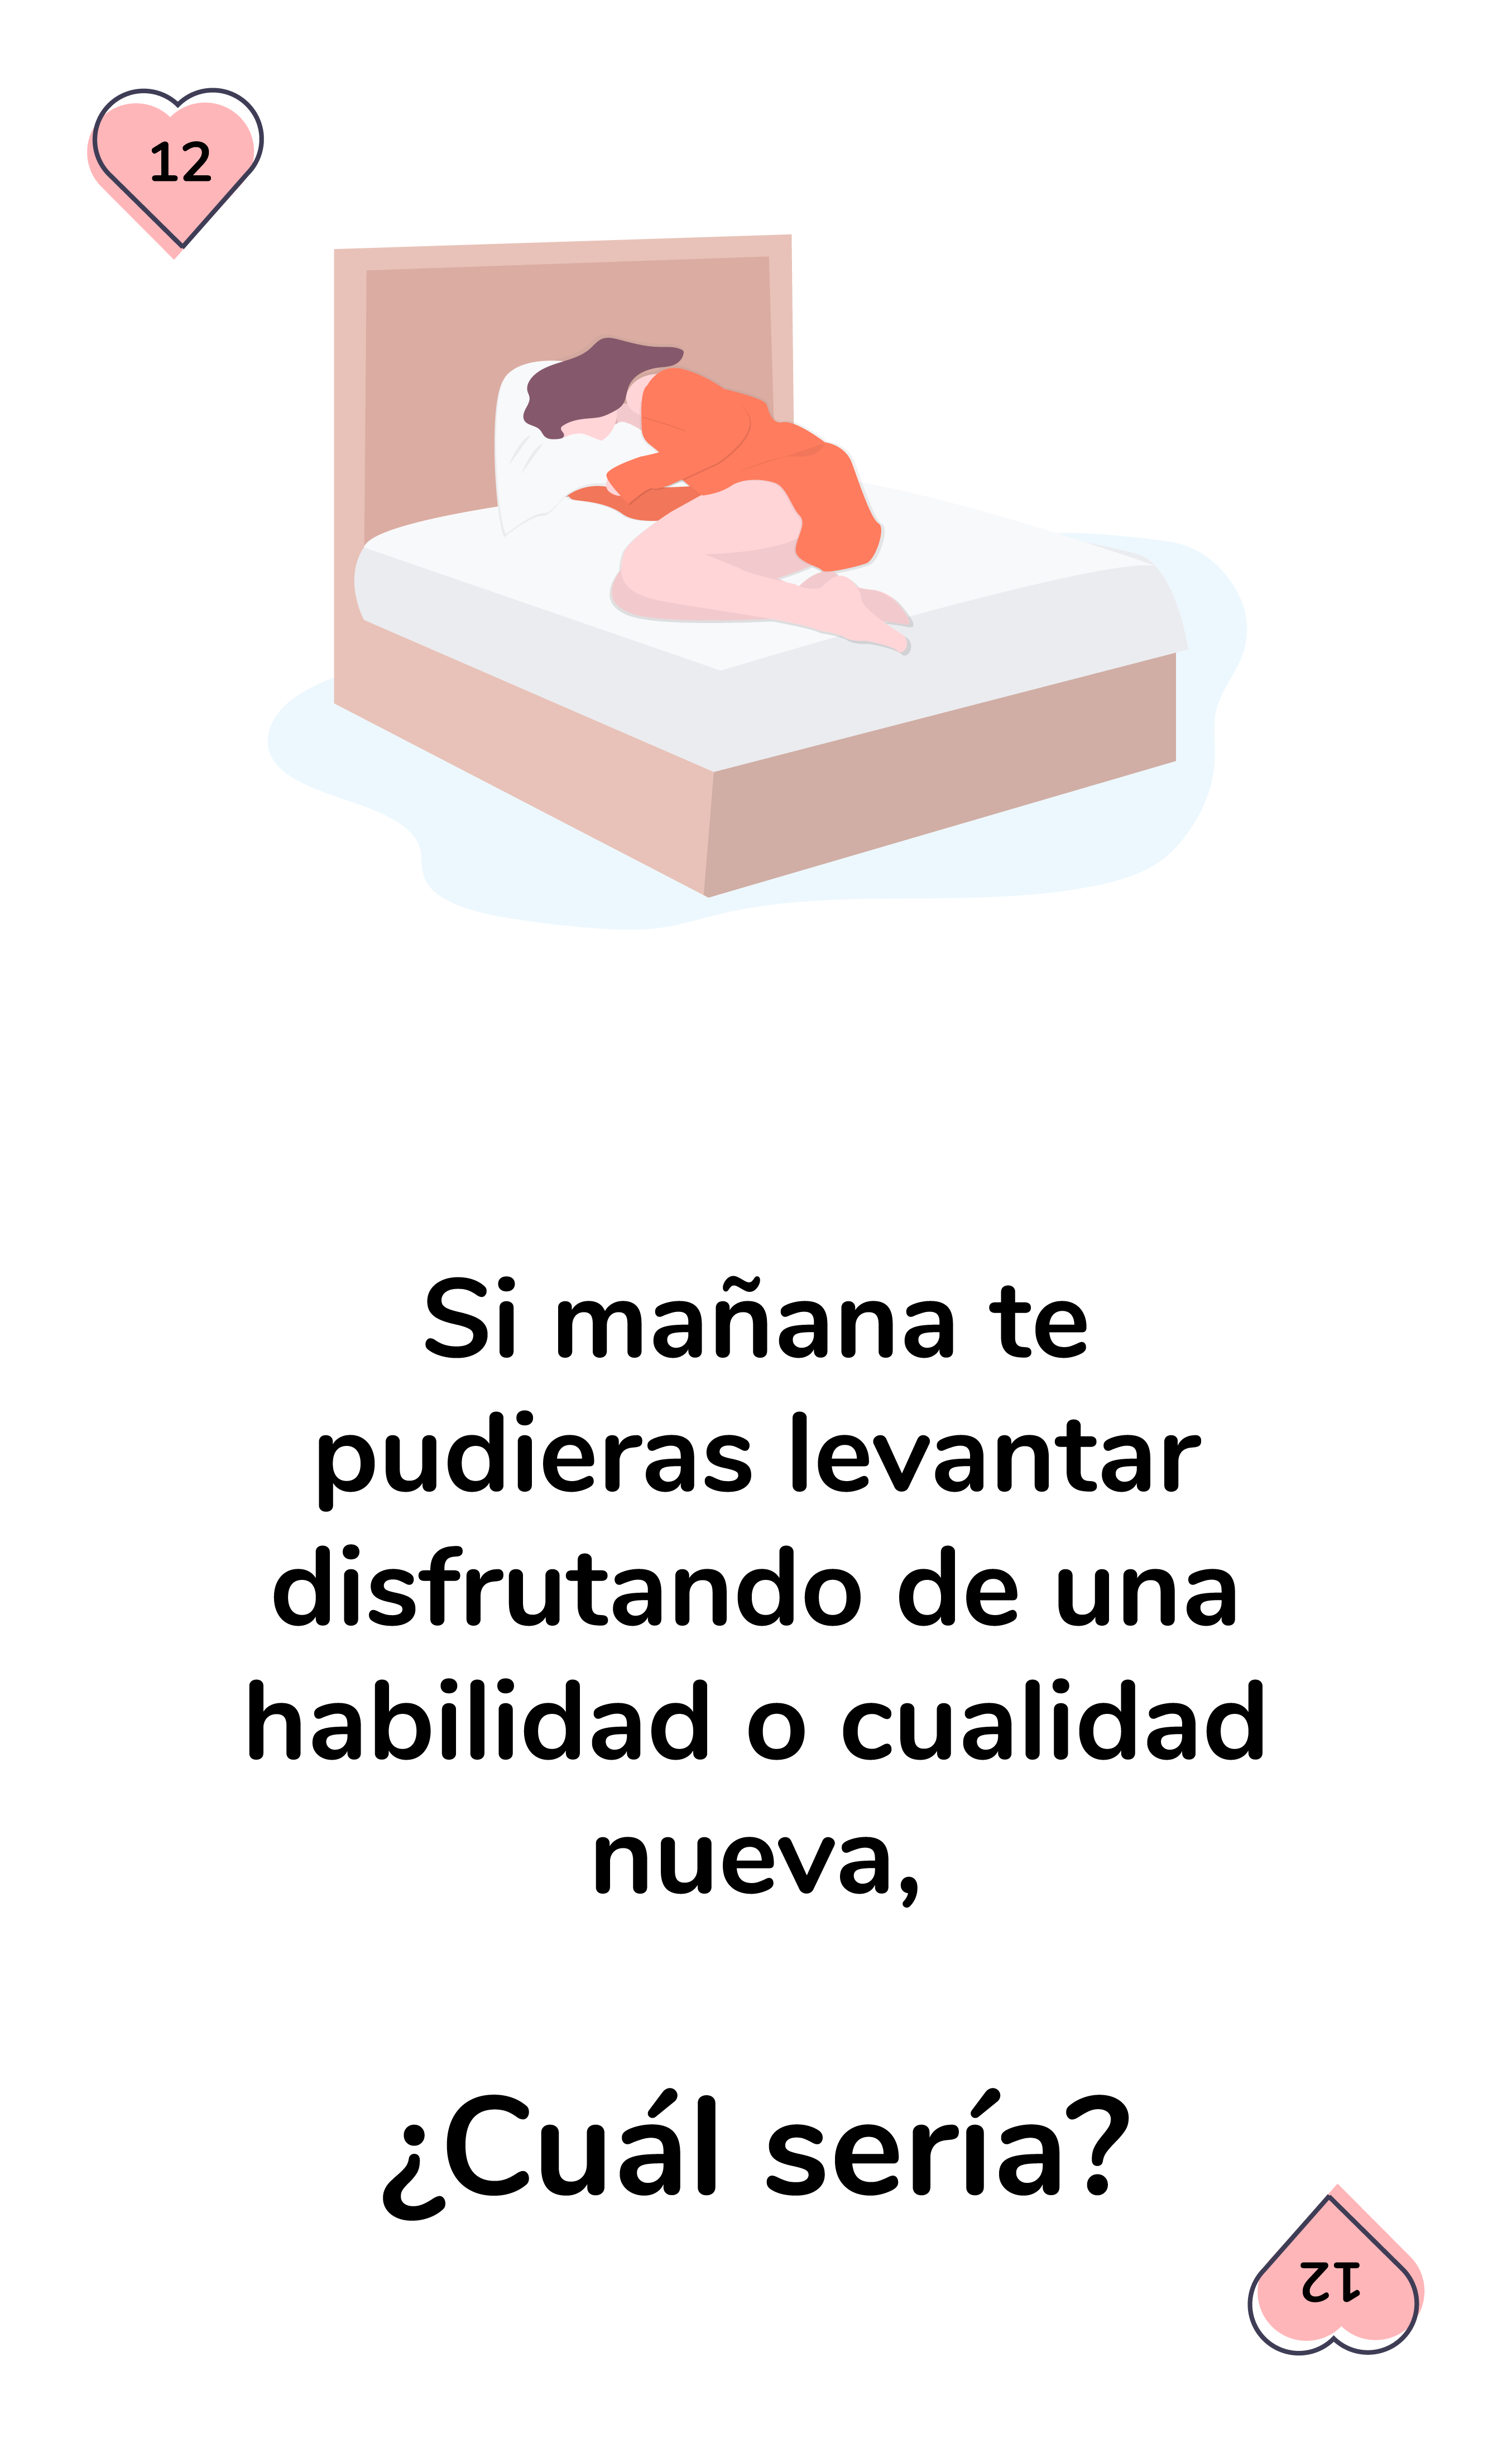 12
Si mañana te
pudieras levantar
disfrutando de una
habilidad o cualidad
nueva,
¿Cuál sería?
12